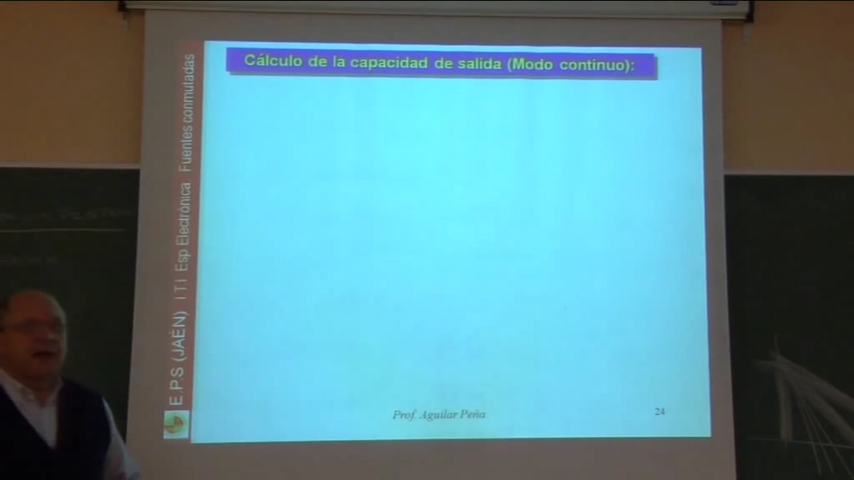 Cálculo de la capacidad de salida (Modo continuo):
E.P.S (JAÉN) I T I Esp Electrónica Fuentes conmutadas
Prof. Aguilar Peña
24